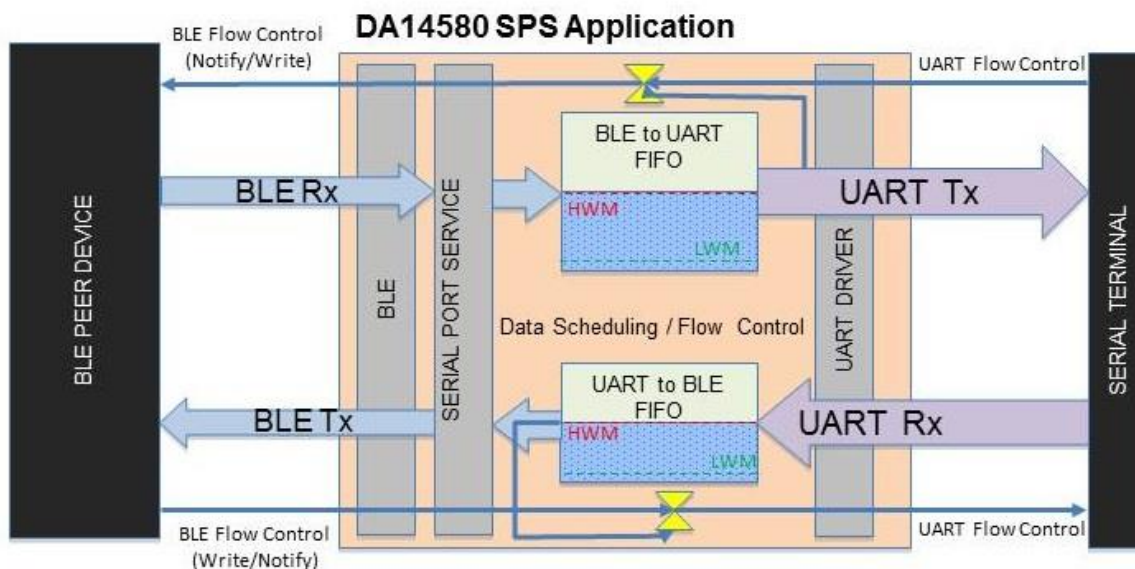 DA14580 SPS Application
BLE Flow Control
(Notify/Write)
UART Flow Control
BLE to UART
FIFO
BLE Rx
UART Tx
HWM
LWM
BLE PEER DEVICE
BLE
SERIAL PORT SERVICE
Data Scheduling / Flow Control
UART DRIVER
SERIAL TERMINAL
UART to BLE
FIFO
BLE Tx
UART Rx
HWM
LWM
BLE Flow Control
(Write/Notify)
UART Flow Control